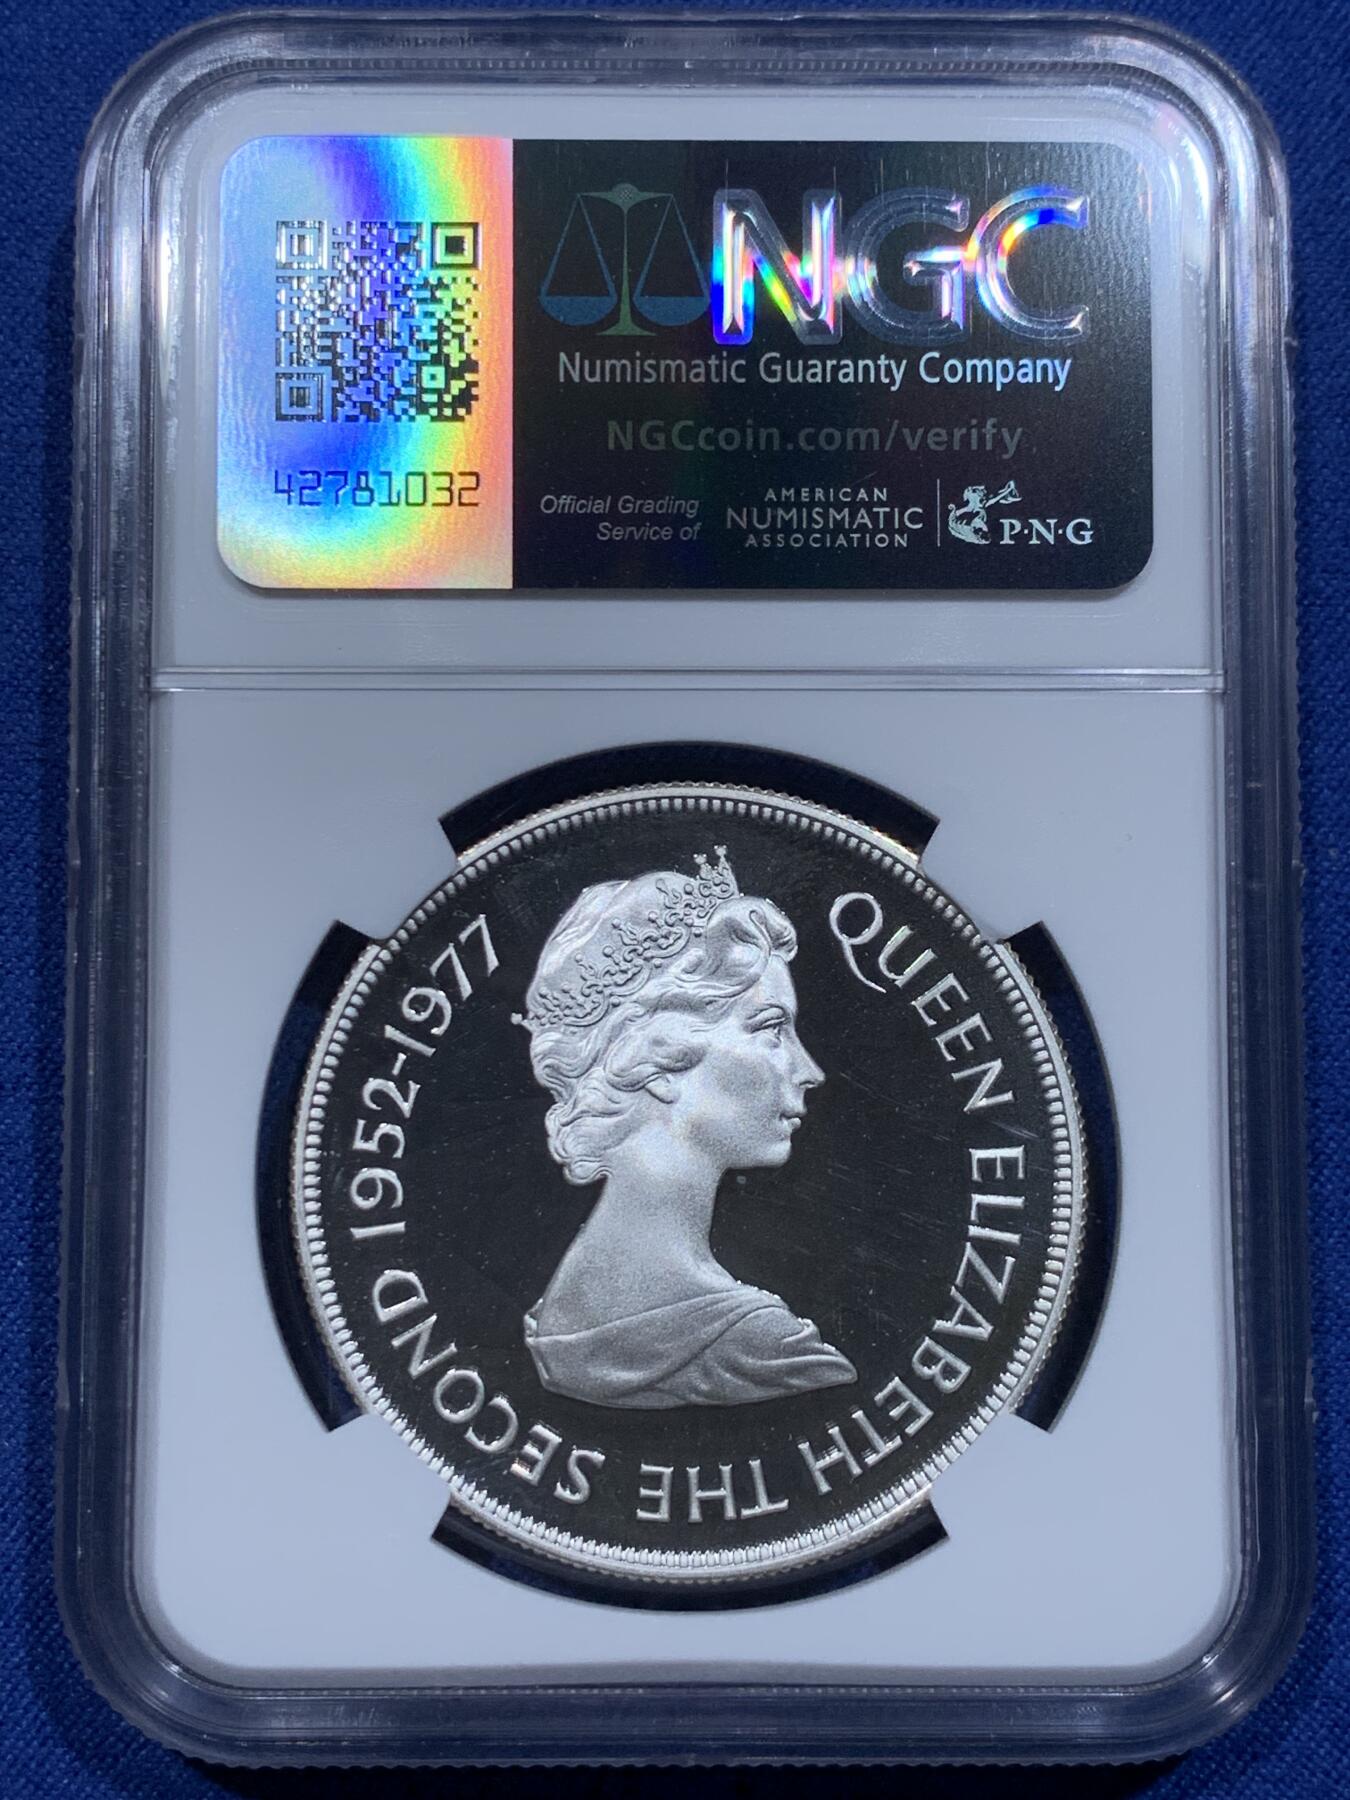 NGC
Numismatic Guaranty Company
NGCcoin.com/verify
42781032
Official Grading
Service of
AMERICAN
NUMISMATIC
ASSOCIATION
P·N·G
QUEEN ELIZABETH THE SECOND 1952-1977